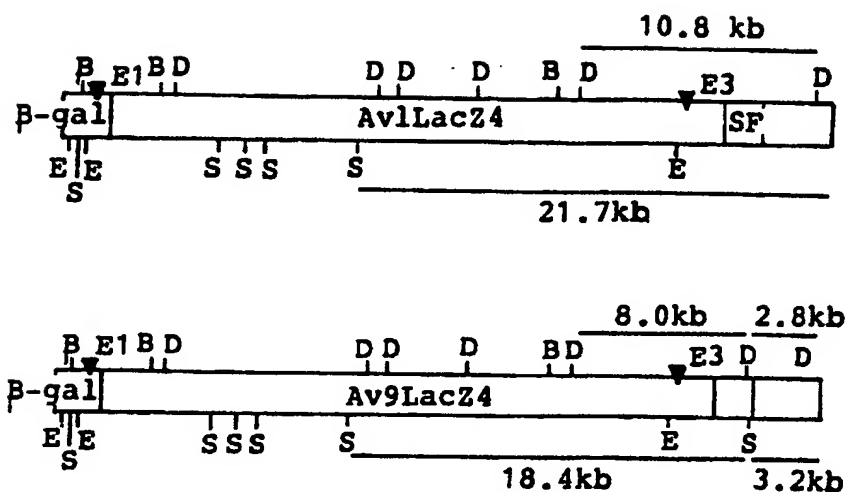 10.8 kb
B E1 B D D D D B D E3 D
β-gal Av1LacZ4 SF
E S E S S S S E
21.7kb
8.0kb 2.8kb
B E1 B D D D D B D E3 D D
β-gal Av9LacZ4
E S E S S S S E S
18.4kb 3.2kb